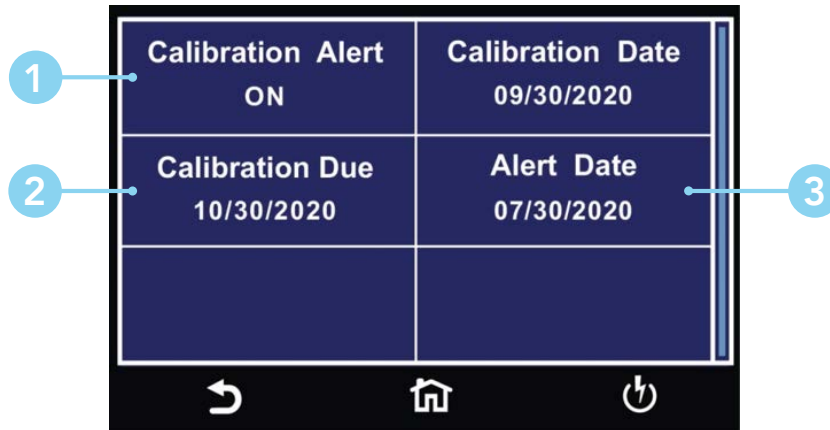 1
Calibration Alert
ON
Calibration Date
09/30/2020
2
Calibration Due
10/30/2020
Alert Date
07/30/2020
3